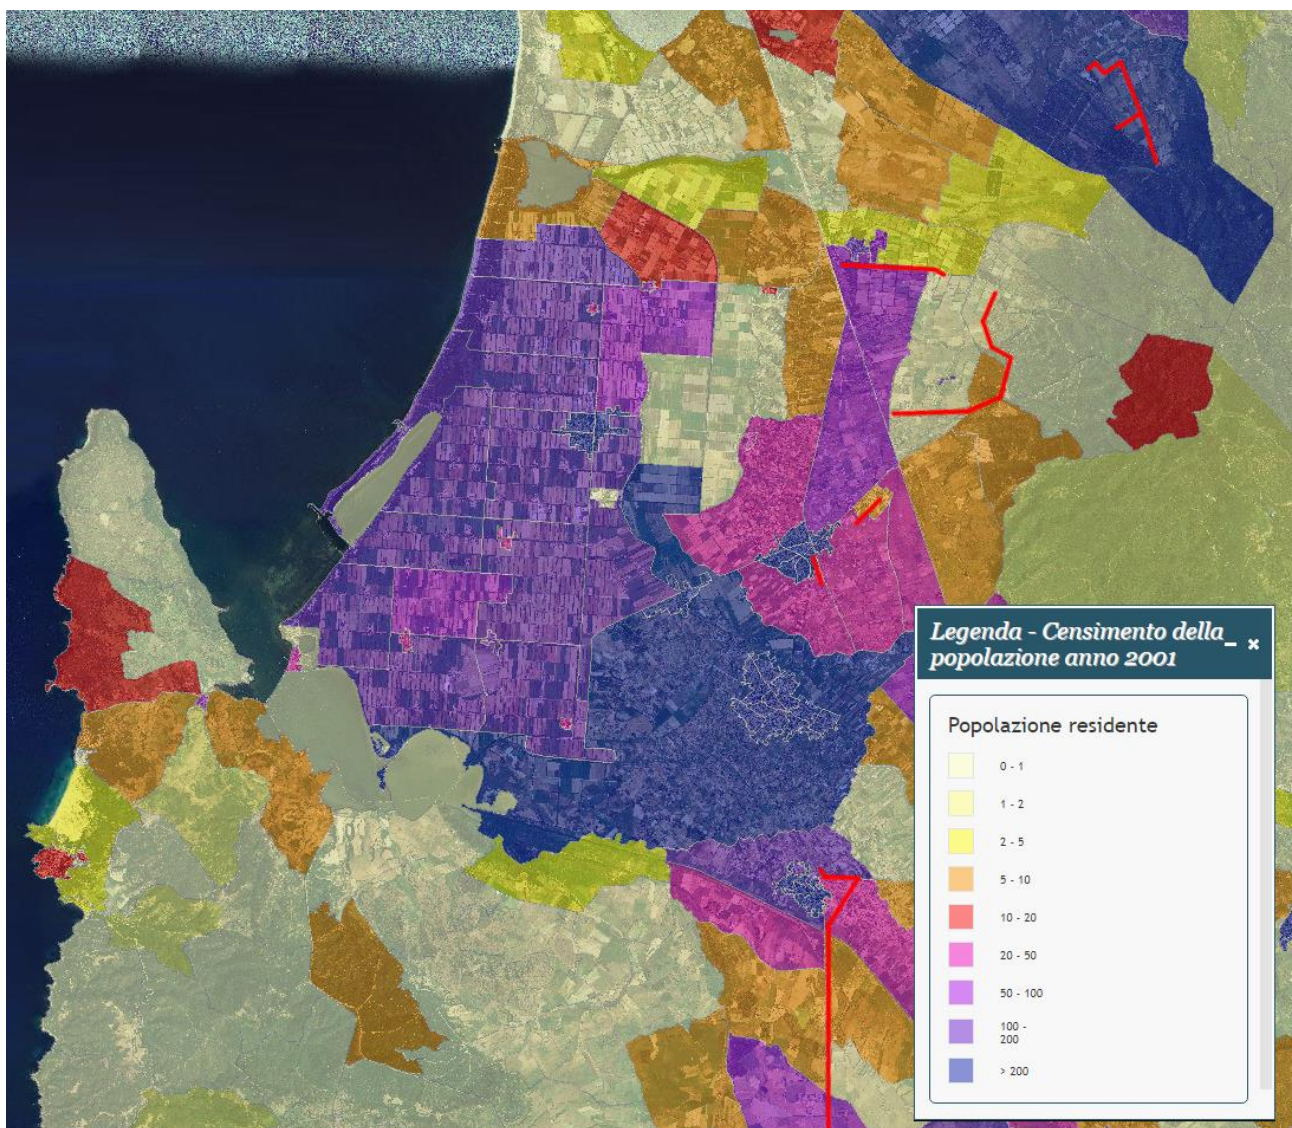 Legenda - Censimento della
popolazione anno 2001
Popolazione residente
0 - 1
1 - 2
2 - 5
5 - 10
10 - 20
20 - 50
50 - 100
100 -
200
> 200